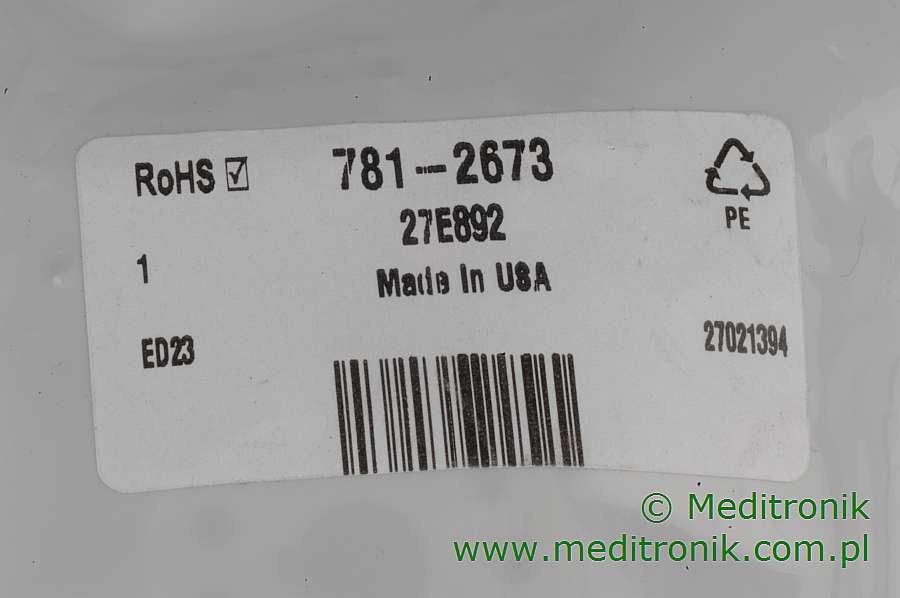 RoHS ☑ 781-2673
27E892
PE
1
Made In USA
ED23
27021394
© Meditronik
www.meditronik.com.pl